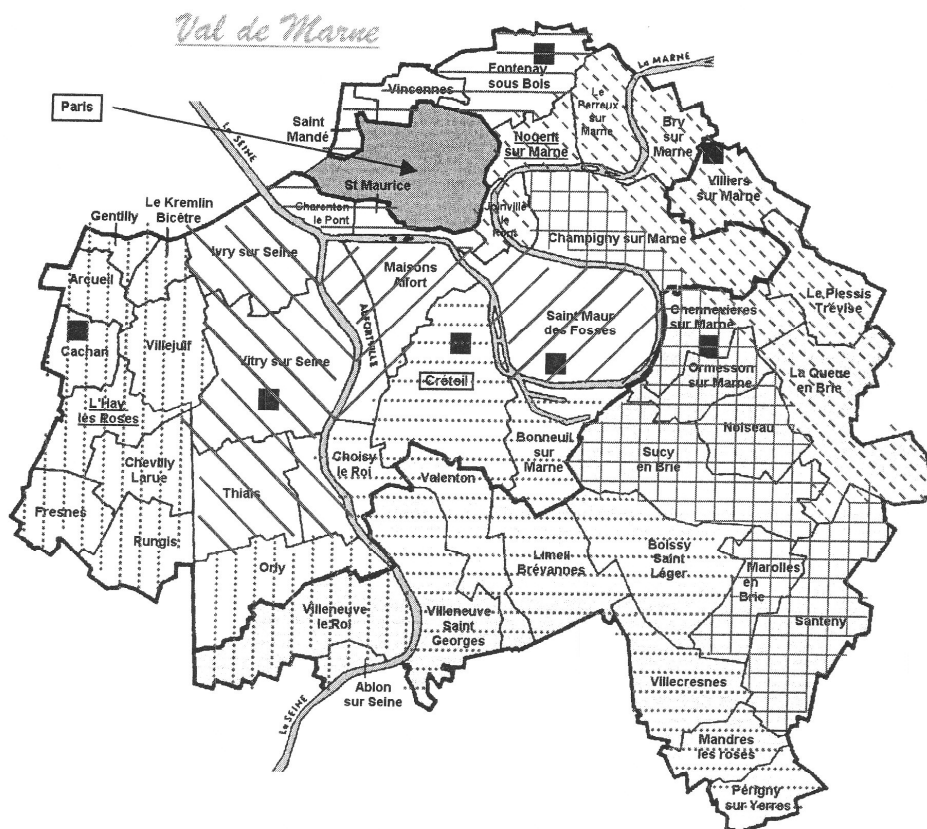 Val de Marne
Paris
La SEINE
La MARNE
Fontenay
sous Bois
Vincennes
Saint
Mandé
Le
Perraux
sur
Marne
Bry
sur
Marne
Nogent
sur Marne
Villiers
sur Marne
St Maurice
Charenton
le Pont
Joinville
le
Pont
Champigny sur Marne
Le Kremlin
Bicêtre
Gentilly
Ivry sur Seine
Arcueil
Maisons
Alfort
ALFORTVILLE
Saint Maur
des Fossés
Chennevières
sur Marne
Le Plessis
Trévise
Cachan
Villejuif
Vitry sur Seine
Créteil
Ormesson
sur Marne
La Queue
en Brie
L'Hay
les Roses
Noiseau
Bonneuil
sur
Marne
Sucy
en Brie
Choisy
le Roi
Chevilly
Larue
Valenton
Thiais
Fresnes
Rungis
Orly
Limeil
Brévannes
Boissy
Saint
Léger
Marolles
en
Brie
Santeny
Villeneuve
le Roi
Villeneuve
Saint
Georges
Ablon
sur Seine
La SEINE
Villecresnes
Mandres
les roses
Périgny
sur Yerres